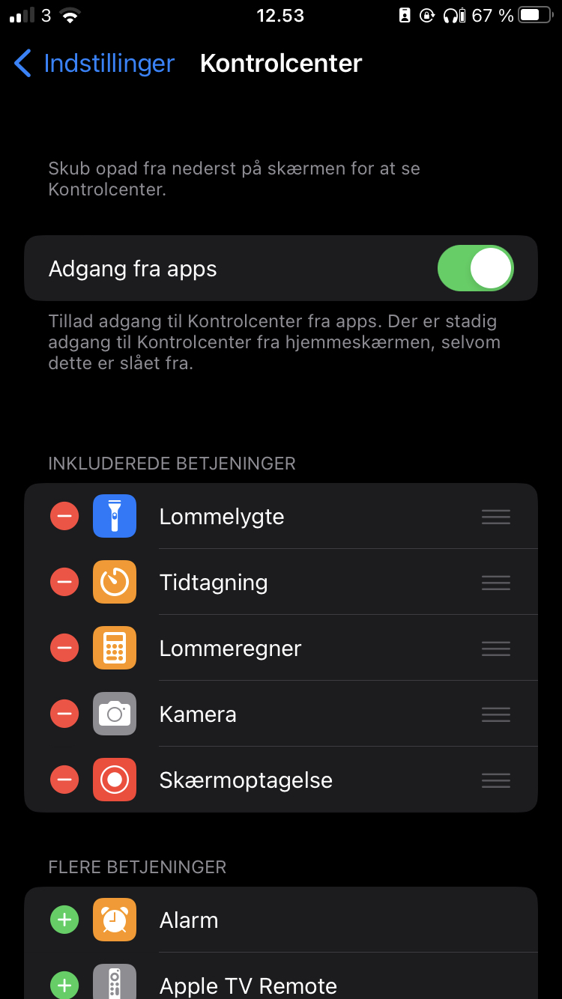 3 12.53 67 %
Indstillinger Kontrolcenter
Skub opad fra nederst på skærmen for at se
Kontrolcenter.
Adgang fra apps
Tillad adgang til Kontrolcenter fra apps. Der er stadig
adgang til Kontrolcenter fra hjemmeskærmen, selvom
dette er slået fra.
INKLUDEREDE BETJENINGER
Lommelygte
Tidtagning
Lommeregner
Kamera
Skærmoptagelse
FLERE BETJENINGER
Alarm
Apple TV Remote